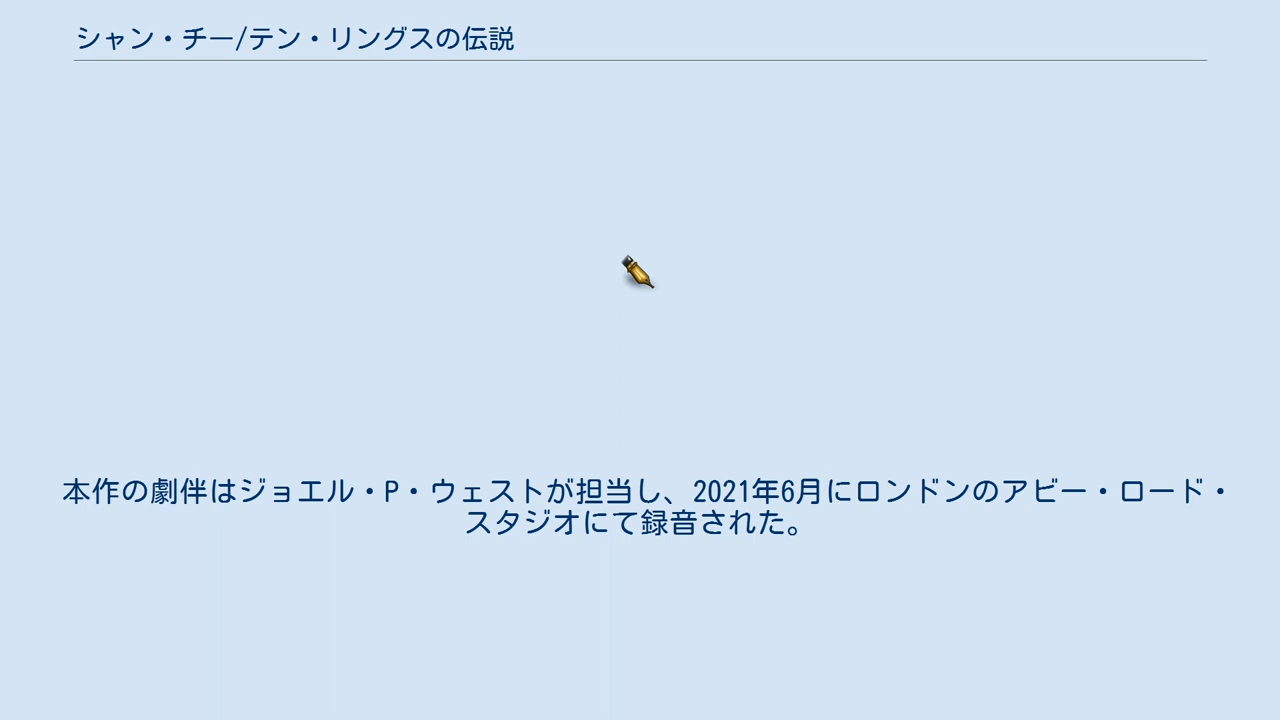 シャン・チー/テン・リングスの伝説
本作の劇伴はジョエル・P・ウェストが担当し、2021年6月にロンドンのアビー・ロード・
スタジオにて録音された。